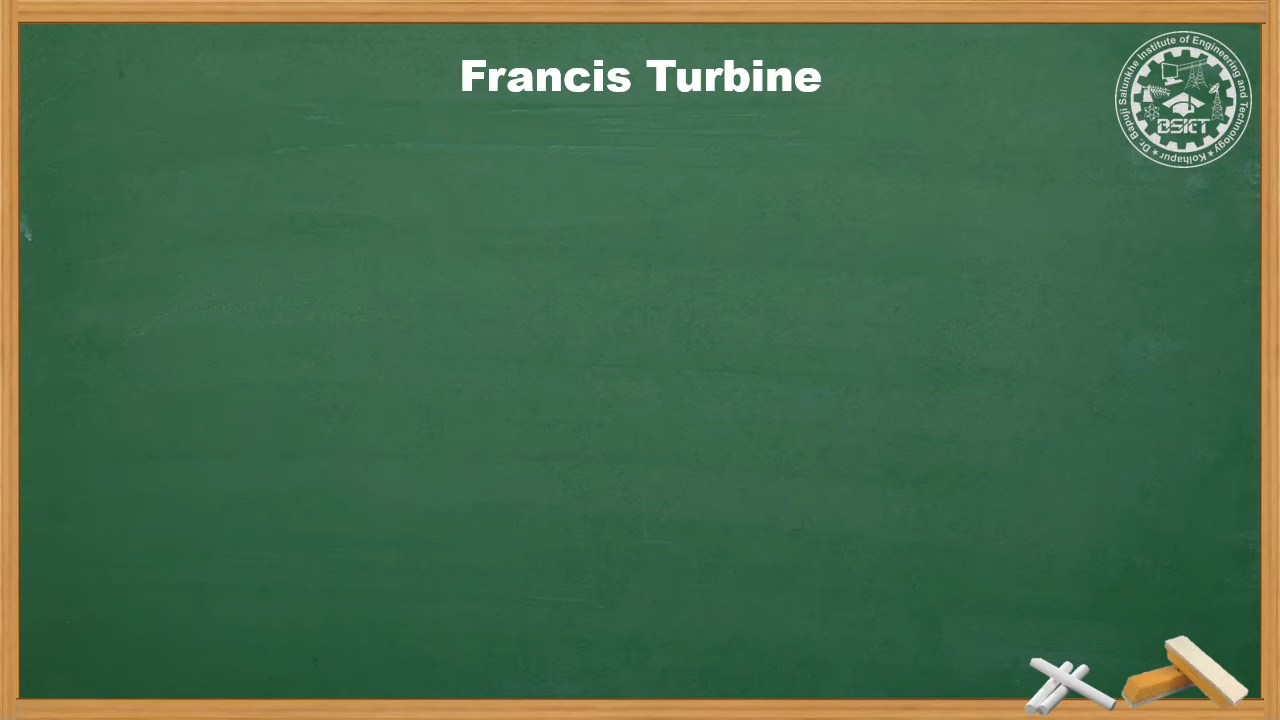 Francis Turbine
Dr. Bapuji Salunkhe Institute of Engineering and Technology
★ Kolhapur ★
BSIET